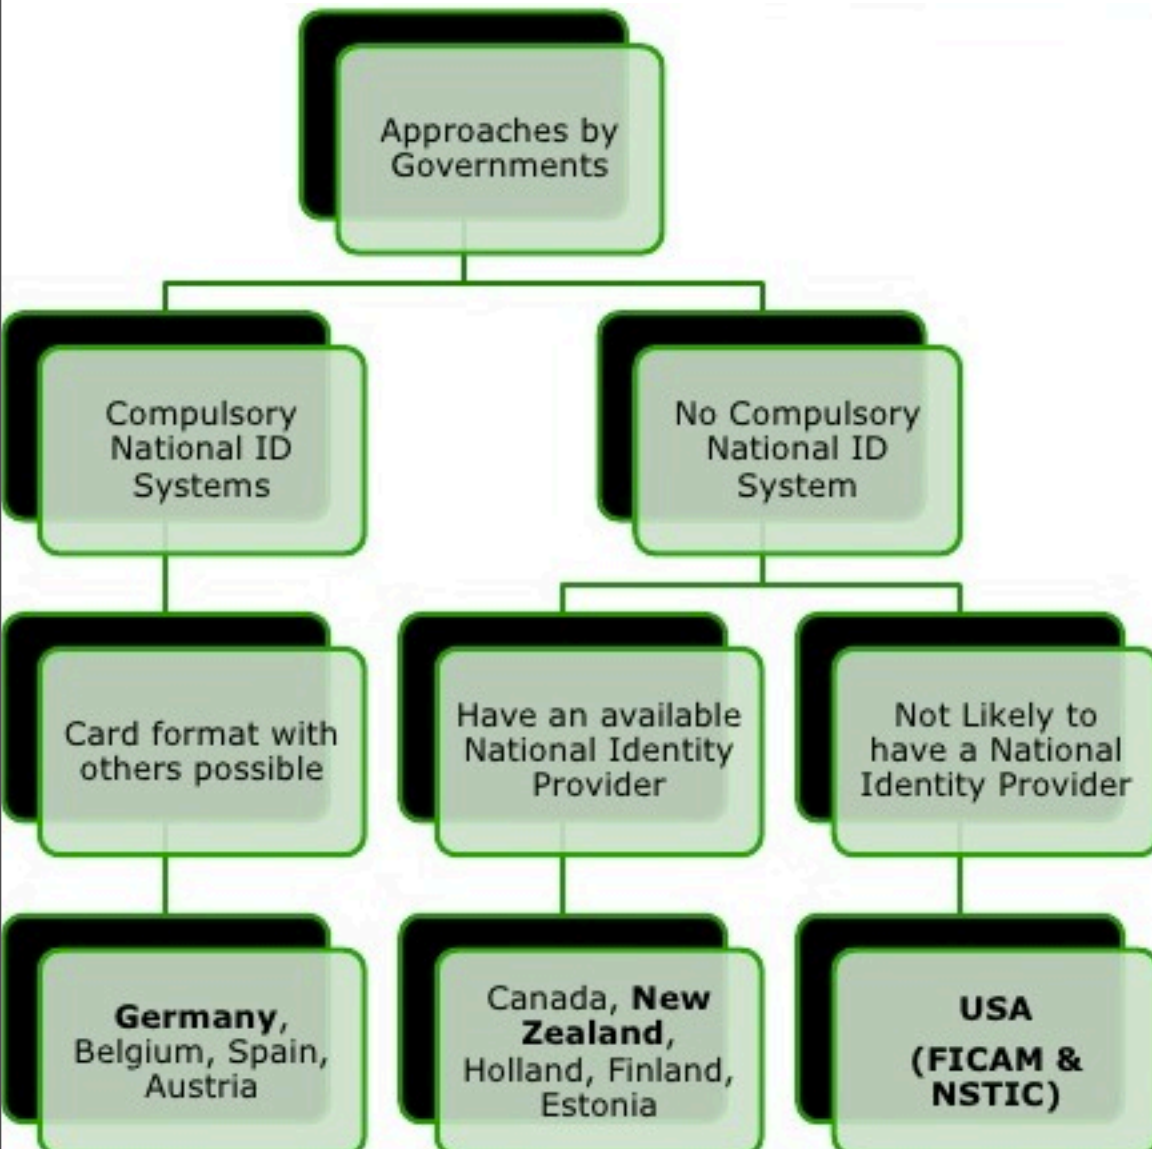 Approaches by
Governments
Compulsory
National ID
Systems
No Compulsory
National ID
System
Card format with
others possible
Have an available
National Identity
Provider
Not Likely to
have a National
Identity Provider
Germany,
Belgium, Spain,
Austria
Canada, New
Zealand,
Holland, Finland,
Estonia
USA
(FICAM &
NSTIC)